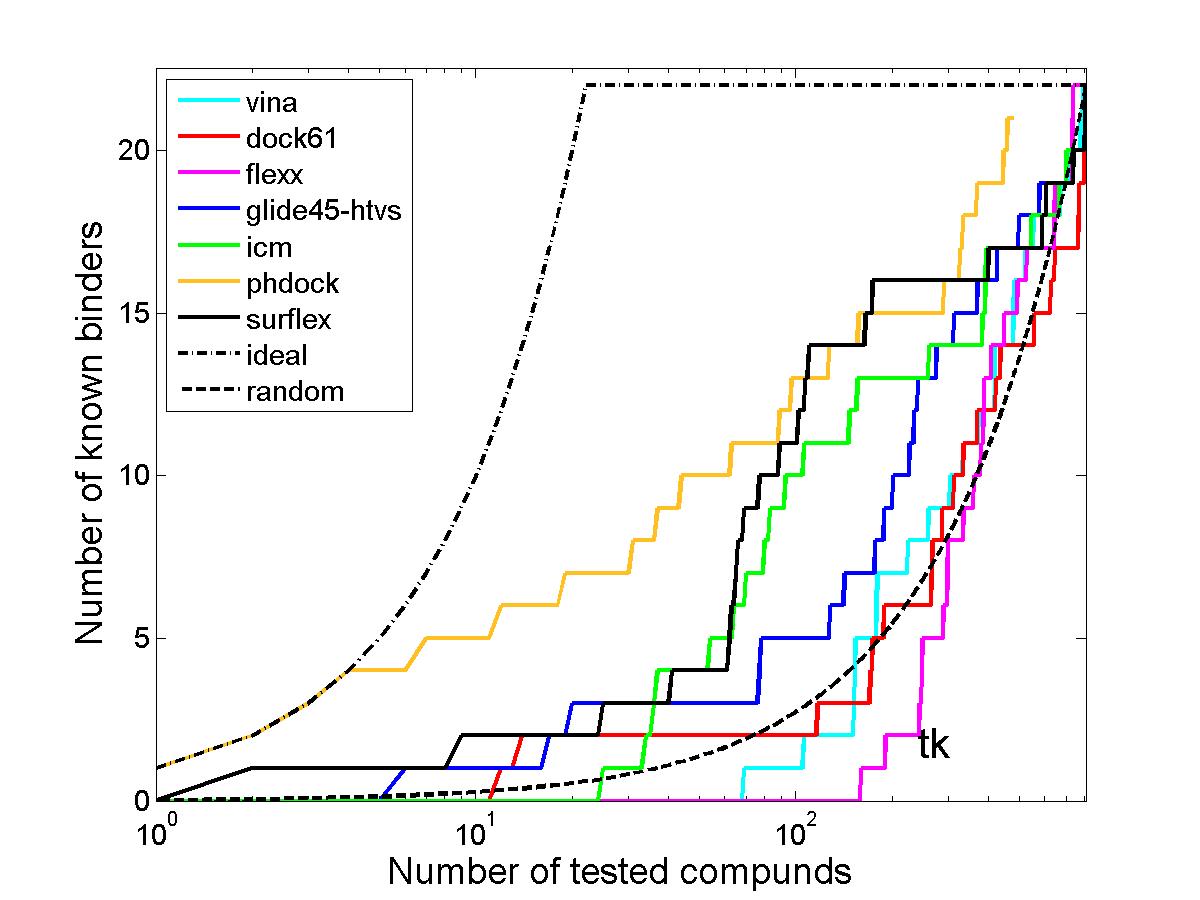 vina
dock61
flexx
glide45-htvs
icm
phdock
surflex
ideal
random
Number of known binders
20
15
10
5
0
tk
10^0
10^1
10^2
Number of tested compunds